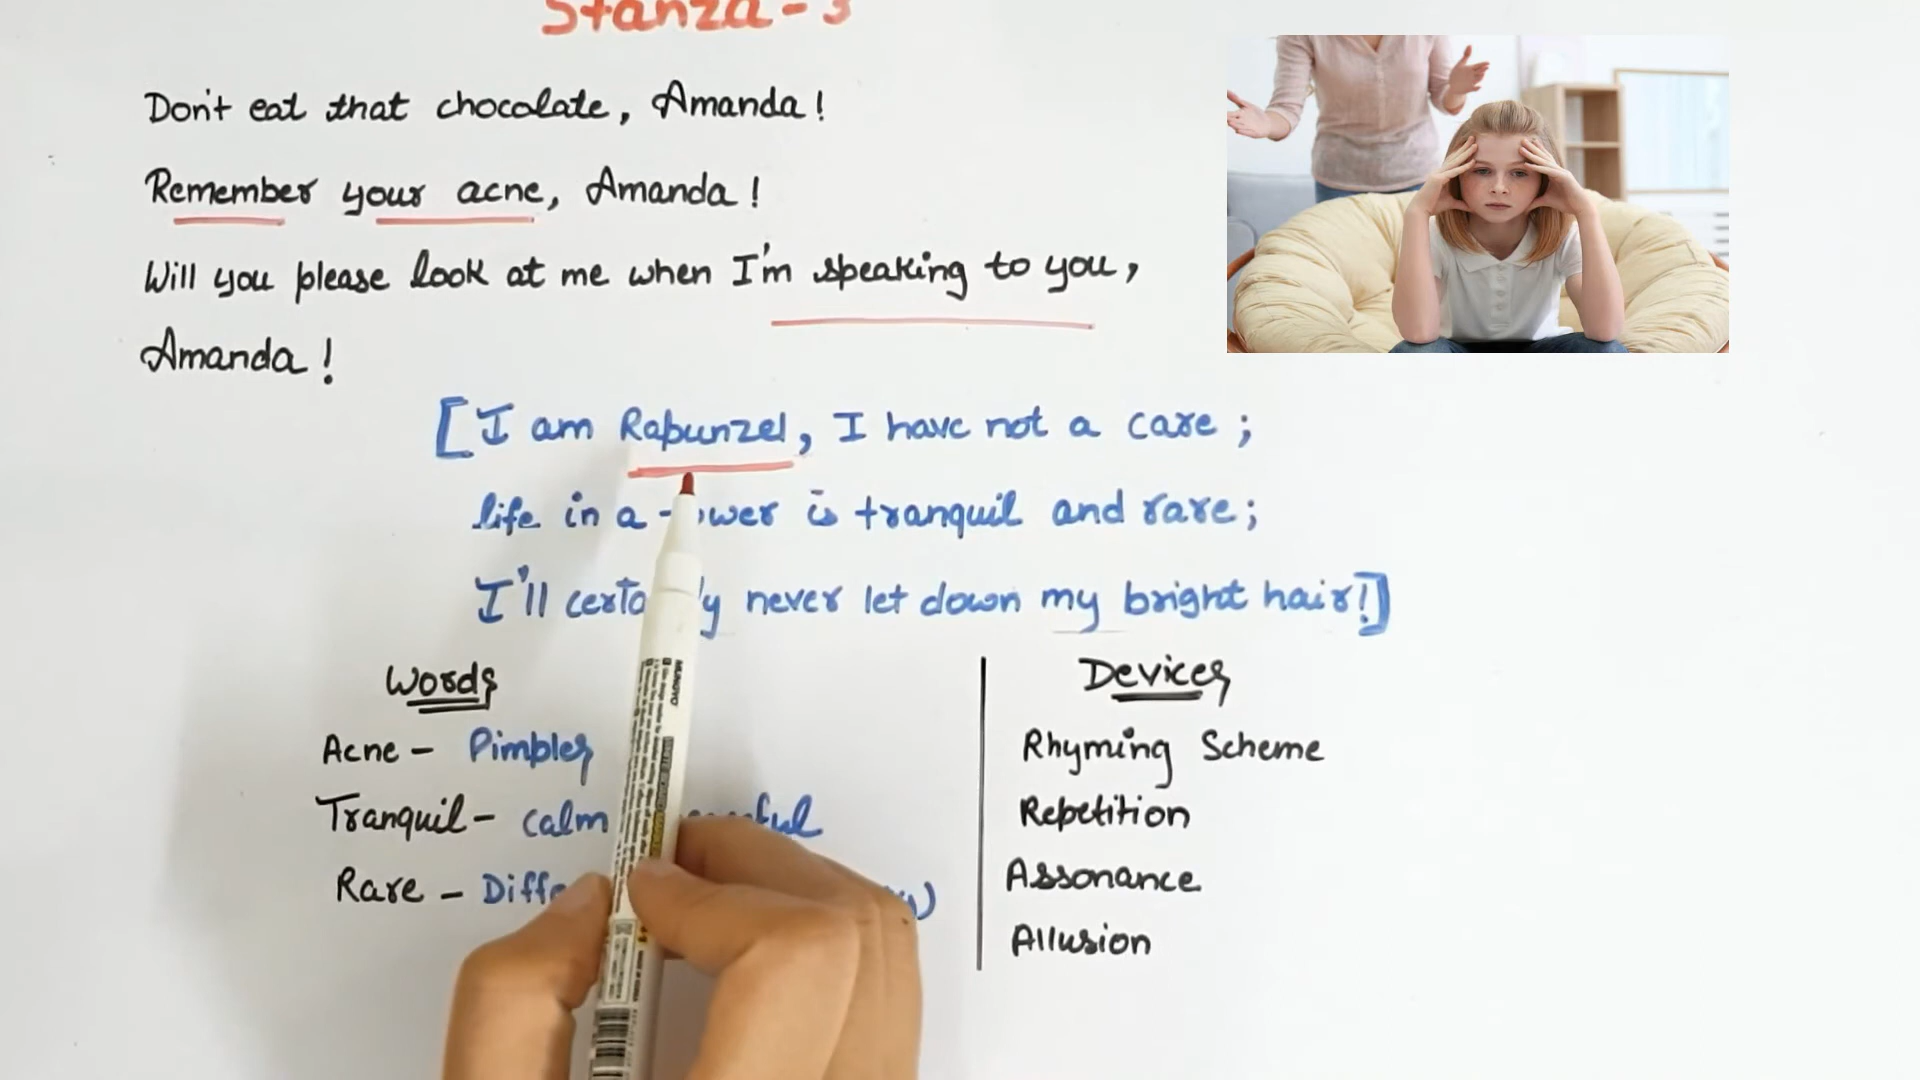 Stanza - 3
Don't eat that chocolate, Amanda!
Remember your acne, Amanda!
Will you please look at me when I'm speaking to you,
Amanda!
[I am Rapunzel, I have not a care;
life in a is tranquil and rare;
I'll never let down my bright hair!]
Words
Acne - Pimples
Tranquil - calm
Rare -
Devices
Rhyming Scheme
Repetition
Assonance
Allusion
MUNGYO